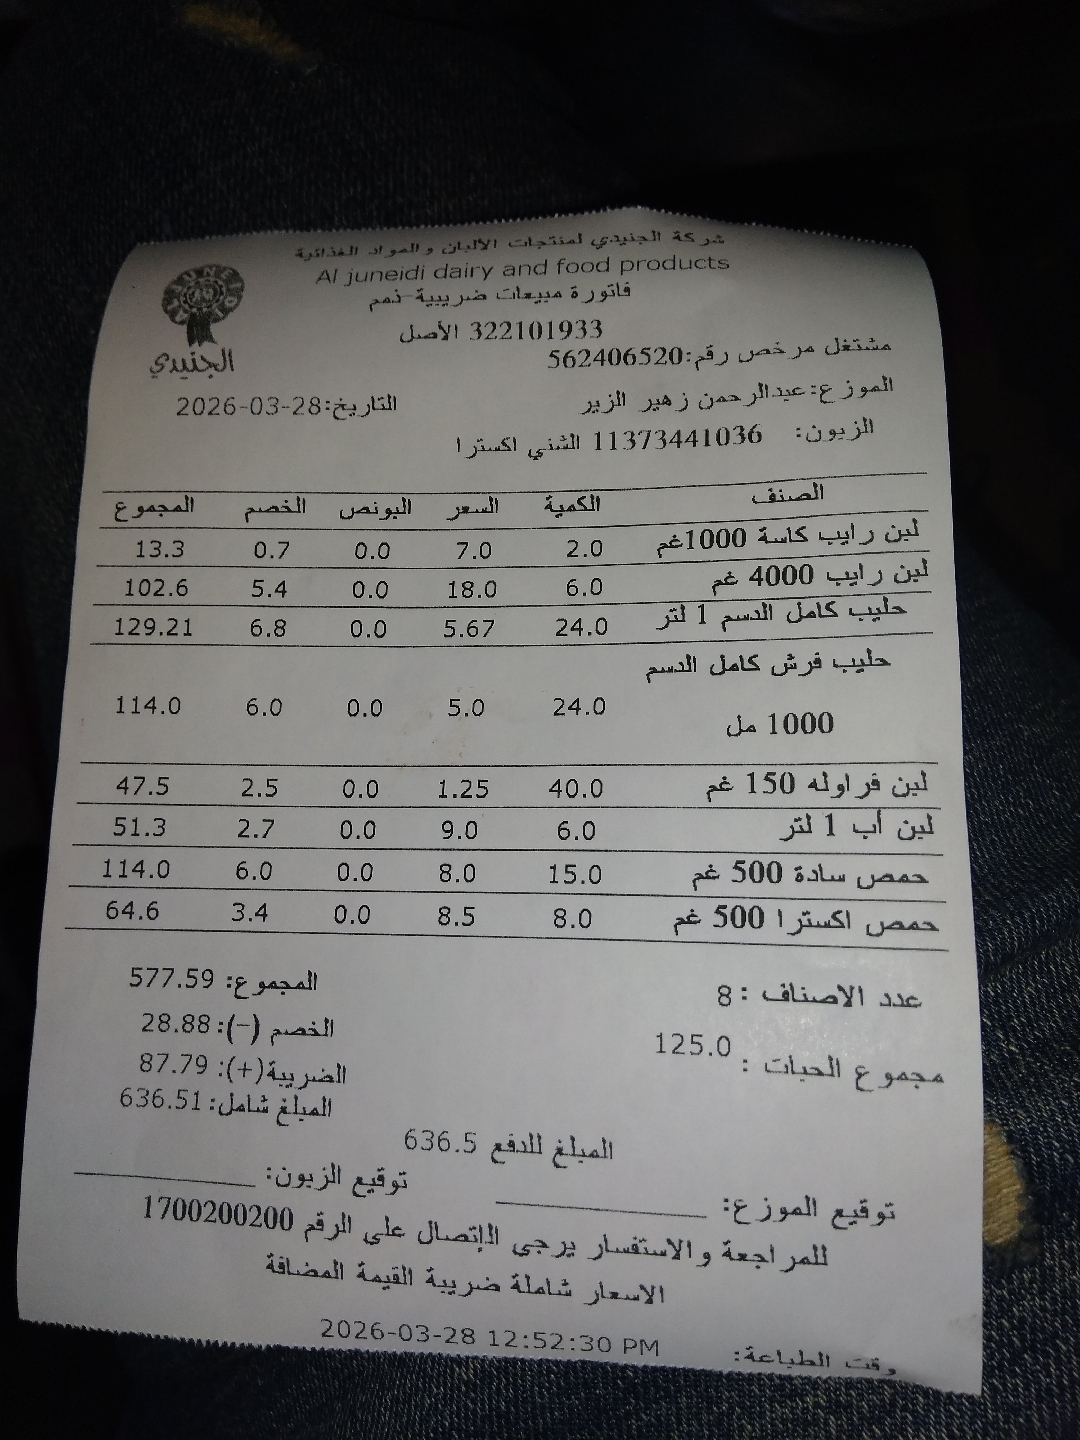 شركة الجنيدي لمنتجات الألبان والمواد الغذائية
Al juneidi dairy and food products
فاتورة مبيعات ضريبية-ذمم
JUNEIDI
الجنيدي
322101933 الأصل
مشتغل مرخص رقم:562406520
الموزع:عبدالرحمن زهير الزير
التاريخ:2026-03-28
الزبون: 11373441036 الشني اكسترا
الصنف الكمية السعر البونص الخصم المجموع
لبن رايب كاسة 1000غم 2.0 7.0 0.0 0.7 13.3
لبن رايب 4000 غم 6.0 18.0 0.0 5.4 102.6
حليب كامل الدسم 1 لتر 24.0 5.67 0.0 6.8 129.21
حليب فرش كامل الدسم
1000 مل 24.0 5.0 0.0 6.0 114.0
لبن فراوله 150 غم 40.0 1.25 0.0 2.5 47.5
لبن أب 1 لتر 6.0 9.0 0.0 2.7 51.3
حمص سادة 500 غم 15.0 8.0 0.0 6.0 114.0
حمص اكسترا 500 غم 8.0 8.5 0.0 3.4 64.6
عدد الاصناف : 8
المجموع: 577.59
الخصم (-): 28.88
مجموع الحبات : 125.0
الضريبة(+): 87.79
المبلغ شامل: 636.51
المبلغ للدفع 636.5
توقيع الزبون:
توقيع الموزع:
للمراجعة والاستفسار يرجى الإتصال على الرقم 1700200200
الاسعار شاملة ضريبة القيمة المضافة
وقت الطباعة: 2026-03-28 12:52:30 PM